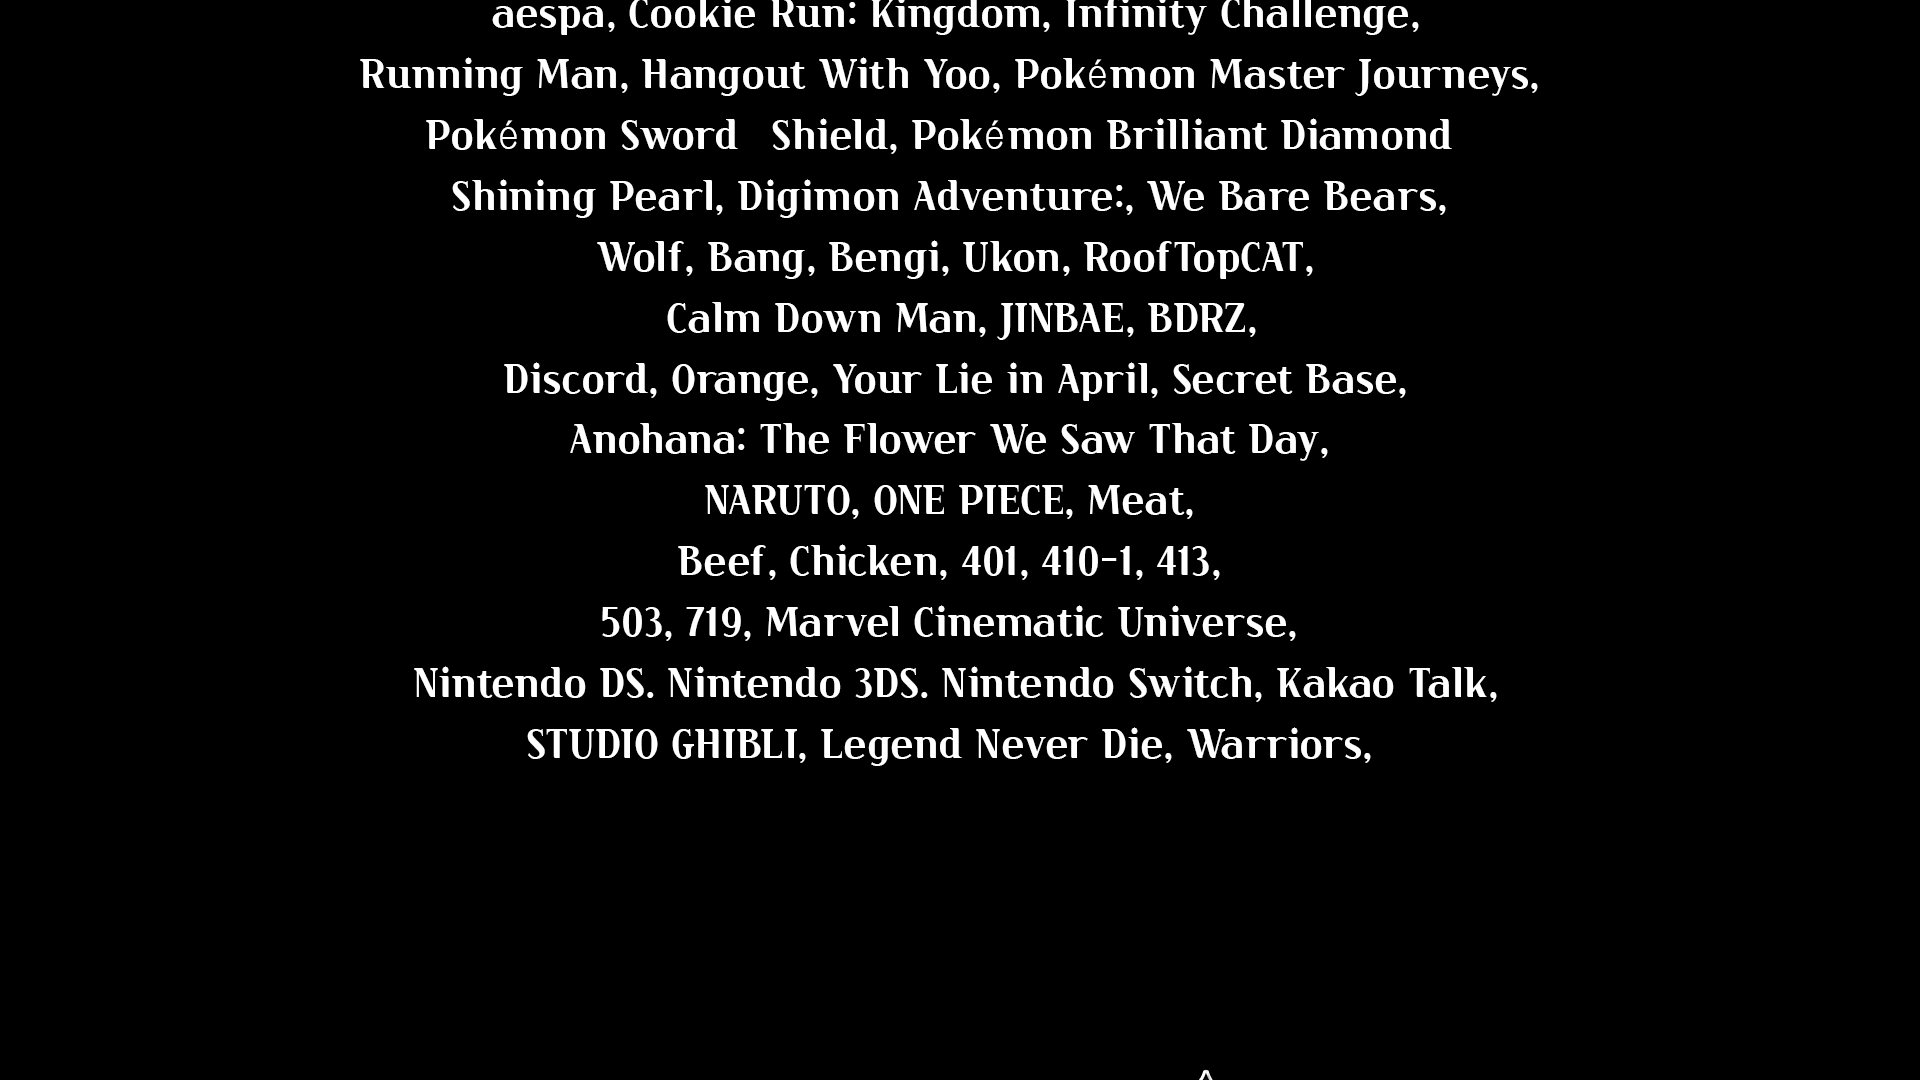 aespa, Cookie Run: Kingdom, Infinity Challenge,
Running Man, Hangout With Yoo, Pokémon Master Journeys,
Pokémon Sword Shield, Pokémon Brilliant Diamond
Shining Pearl, Digimon Adventure:, We Bare Bears,
Wolf, Bang, Bengi, Ukon, RoofTopCAT,
Calm Down Man, JINBAE, BDRZ,
Discord, Orange, Your Lie in April, Secret Base,
Anohana: The Flower We Saw That Day,
NARUTO, ONE PIECE, Meat,
Beef, Chicken, 401, 410-1, 413,
503, 719, Marvel Cinematic Universe,
Nintendo DS. Nintendo 3DS. Nintendo Switch, Kakao Talk,
STUDIO GHIBLI, Legend Never Die, Warriors,